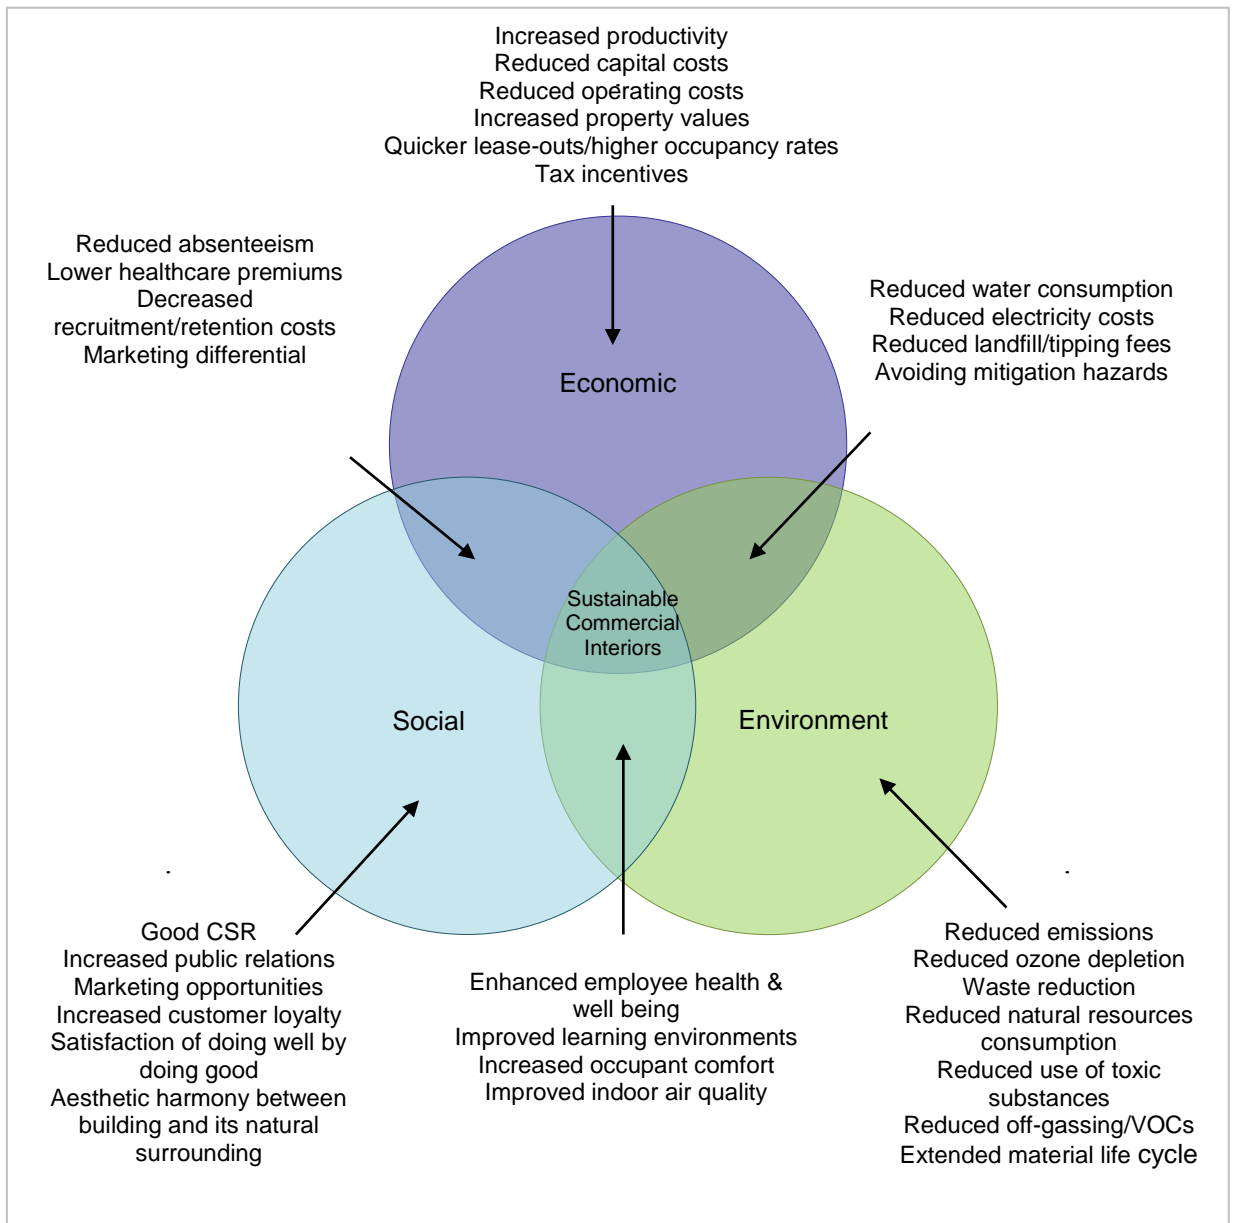 Increased productivity
Reduced capital costs
Reduced operating costs
Increased property values
Quicker lease-outs/higher occupancy rates
Tax incentives
Reduced absenteeism
Lower healthcare premiums
Decreased
recruitment/retention costs
Marketing differential
Reduced water consumption
Reduced electricity costs
Reduced landfill/tipping fees
Avoiding mitigation hazards
Economic
Sustainable
Commercial
Interiors
Social
Environment
Good CSR
Increased public relations
Marketing opportunities
Increased customer loyalty
Satisfaction of doing well by
doing good
Aesthetic harmony between
building and its natural
surrounding
Enhanced employee health &
well being
Improved learning environments
Increased occupant comfort
Improved indoor air quality
Reduced emissions
Reduced ozone depletion
Waste reduction
Reduced natural resources
consumption
Reduced use of toxic
substances
Reduced off-gassing/VOCs
Extended material life cycle